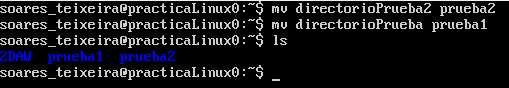 soares_teixeira@practicaLinux0:~$ mv directorioPrueba2 prueba2
soares_teixeira@practicaLinux0:~$ mv directorioPrueba prueba1
soares_teixeira@practicaLinux0:~$ ls
2DAW  prueba1  prueba2
soares_teixeira@practicaLinux0:~$ _